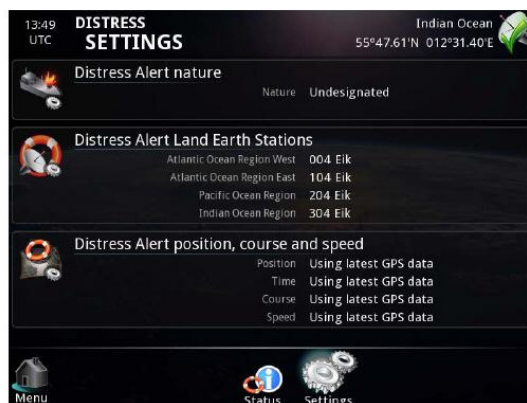 13:49 DISTRESS Indian Ocean
UTC SETTINGS 55°47.61'N 012°31.40'E
Distress Alert nature
Nature Undesignated
Distress Alert Land Earth Stations
Atlantic Ocean Region West 004 Eik
Atlantic Ocean Region East 104 Eik
Pacific Ocean Region 204 Eik
Indian Ocean Region 304 Eik
Distress Alert position, course and speed
Position Using latest GPS data
Time Using latest GPS data
Course Using latest GPS data
Speed Using latest GPS data
Menu Status Settings